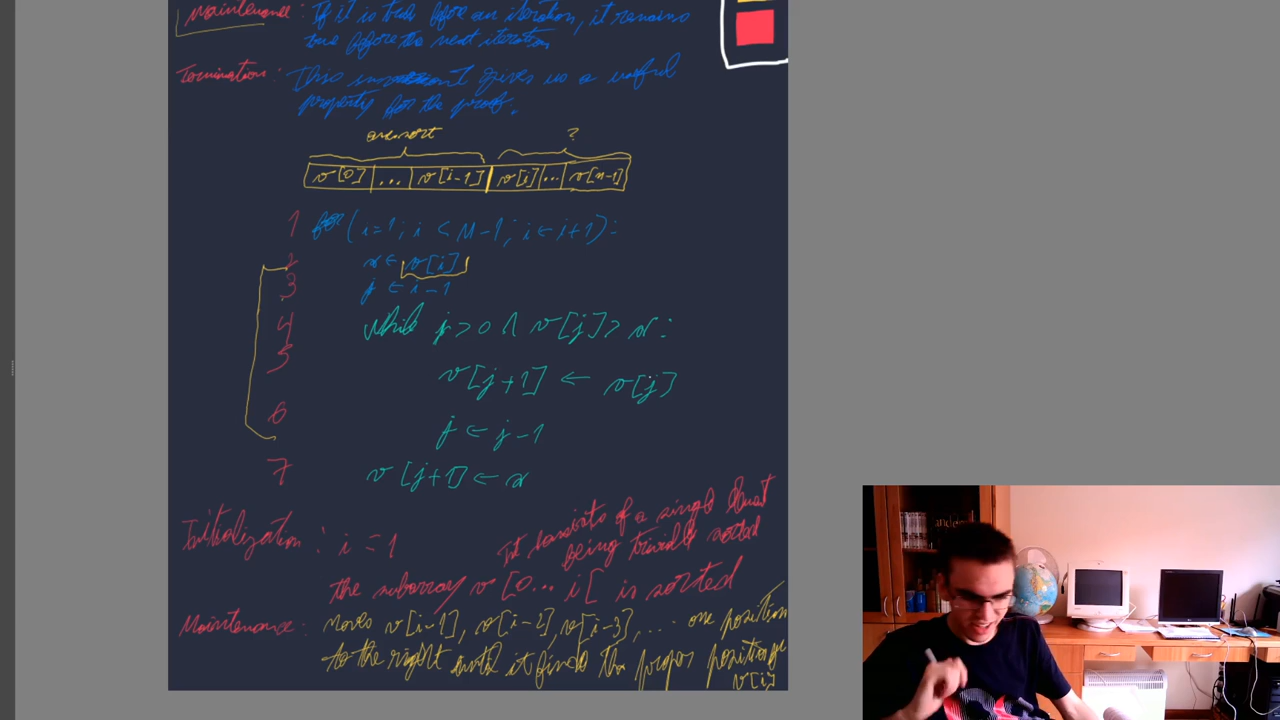 Maintenance: If it is true before an iteration, it remains
true before the next iteration
Termination: This invariant gives us a useful
property for the proof.
?
v[0] ... v[i-1] v[i] ... v[n-1]
1 for (i=1; i < N-1; i ← i+1):
2 x ← v[i]
3 j ← i-1
4 while j > 0 ∧ v[j] > x:
5 v[j+1] ← v[j]
6 j ← j-1
7 v[j+1] ← x
Initialization: i = 1
it consists of a single
being trivially sorted
the subarray v[0... i[ is sorted
Maintenance: moves v[i-1], v[i-2], v[i-3], ... one position
to the right until it finds the proper position
v[i]